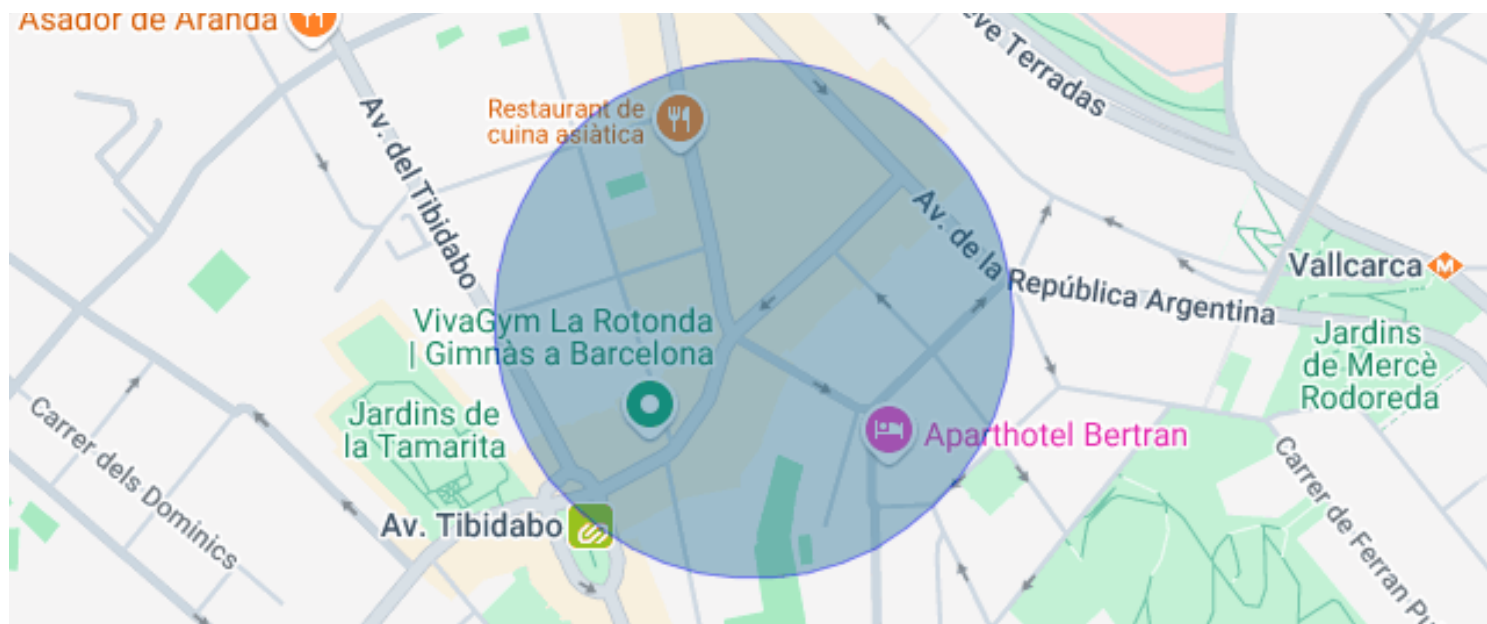 Asador de Aranda
eve Terradas
Restaurant de
cuina asiàtica
Av. del Tibidabo
Av. de la República Argentina
Vallcarca
M
VivaGym La Rotonda
| Gimnàs a Barcelona
Jardins
de Mercè
Rodoreda
Jardins de
la Tamarita
Aparthotel Bertran
Carrer dels Dominics
Av. Tibidabo
Carrer de Ferran Pu